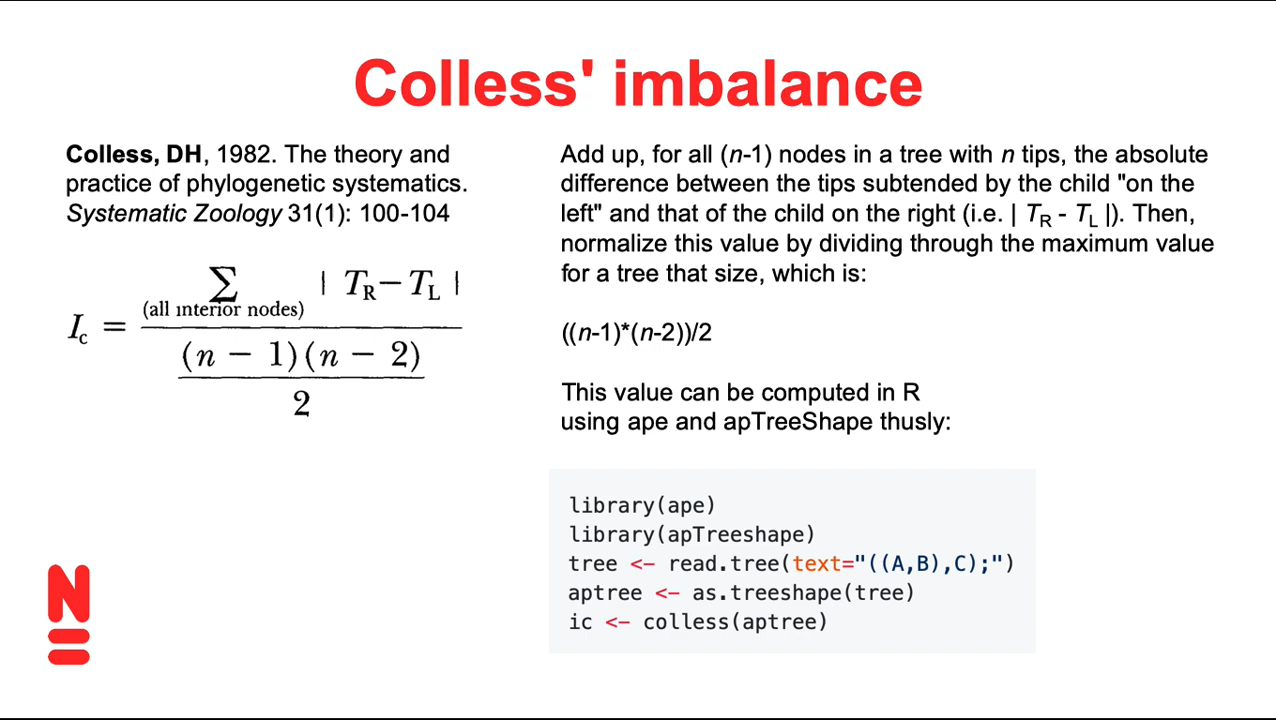 Colless' imbalance
Colless, DH, 1982. The theory and
practice of phylogenetic systematics.
Systematic Zoology 31(1): 100-104
I_c = ∑ (all interior nodes) | T_R − T_L |
(n − 1)(n − 2)
2
Add up, for all (n-1) nodes in a tree with n tips, the absolute
difference between the tips subtended by the child "on the
left" and that of the child on the right (i.e. | T_R - T_L |). Then,
normalize this value by dividing through the maximum value
for a tree that size, which is:
((n-1)*(n-2))/2
This value can be computed in R
using ape and apTreeShape thusly:
library(ape)
library(apTreeshape)
tree <- read.tree(text="((A,B),C);")
aptree <- as.treeshape(tree)
ic <- colless(aptree)
N